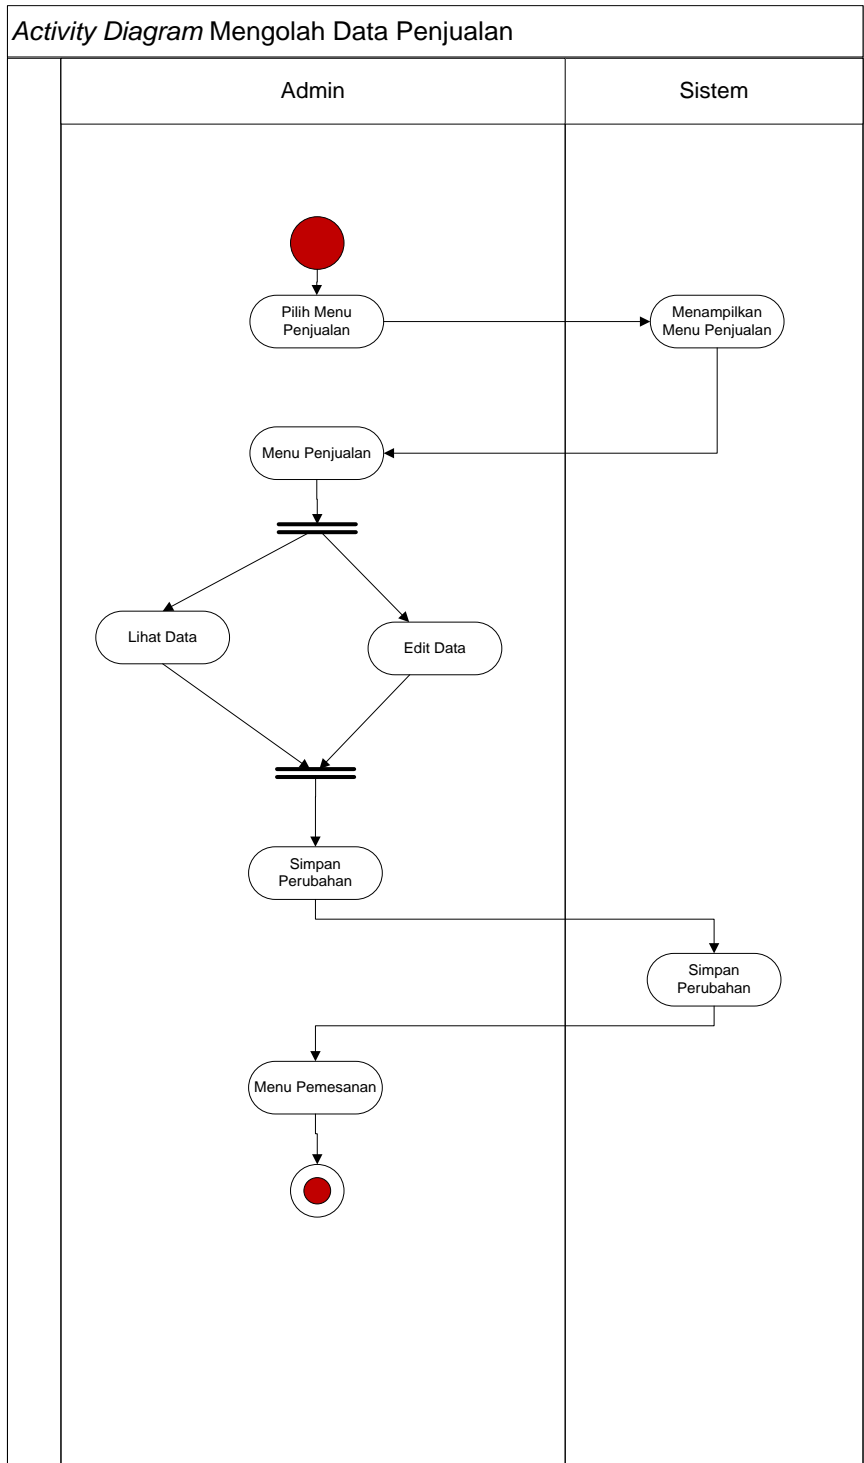 Activity Diagram Mengolah Data Penjualan
Admin
Sistem
Pilih Menu
Penjualan
Menampilkan
Menu Penjualan
Menu Penjualan
Lihat Data
Edit Data
Simpan
Perubahan
Simpan
Perubahan
Menu Pemesanan